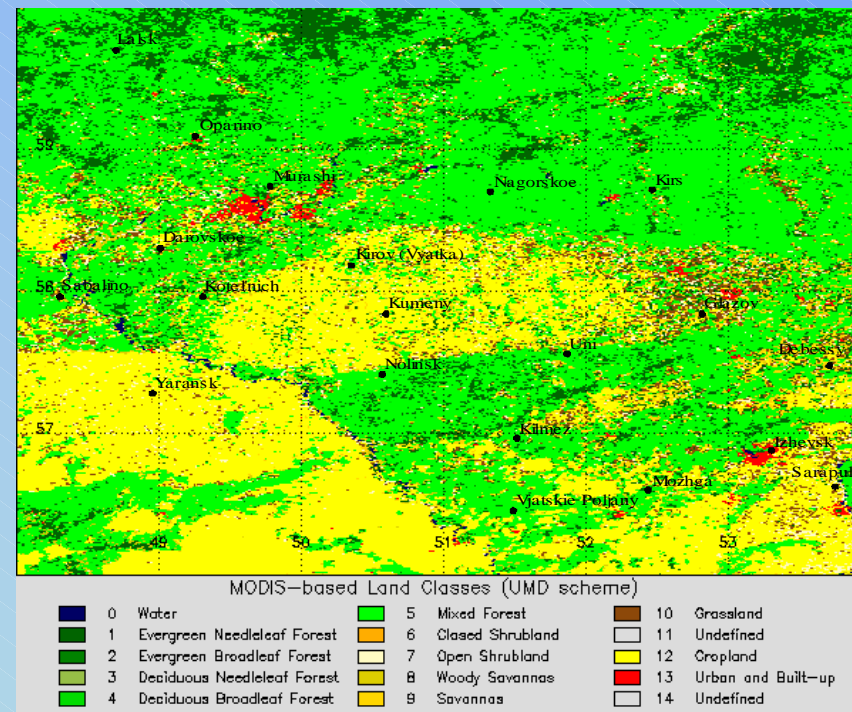 Lalsk
Oparino
59
Murashi
Nagorskoe
Kirs
Darovskoe
Kirov (Vyatka)
58
Sabalino
Kotelnich
Kumeny
Glazov
Uni
Debessy
Nolinsk
Yaransk
57
Kilmez
Izhevsk
Sarapul
Mozhga
Vjatskie Poljany
49 50 51 52 53
MODIS-based Land Classes (UMD scheme)
0 Water 5 Mixed Forest 10 Grassland
1 Evergreen Needleleaf Forest 6 Closed Shrubland 11 Undefined
2 Evergreen Broadleaf Forest 7 Open Shrubland 12 Cropland
3 Deciduous Needleleaf Forest 8 Woody Savannas 13 Urban and Built-up
4 Deciduous Broadleaf Forest 9 Savannas 14 Undefined